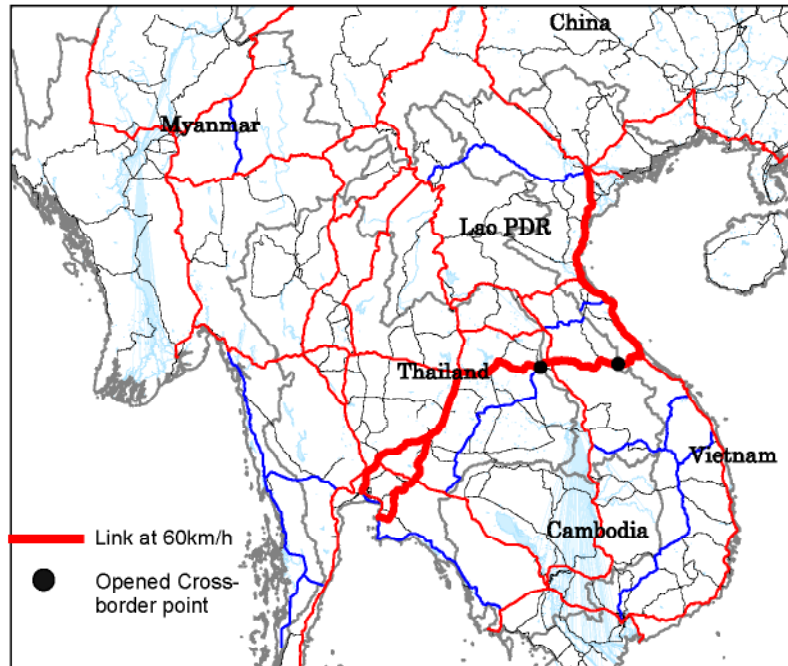 China
Myanmar
Lao PDR
Thailand
Vietnam
Cambodia
Link at 60km/h
Opened Cross-
border point